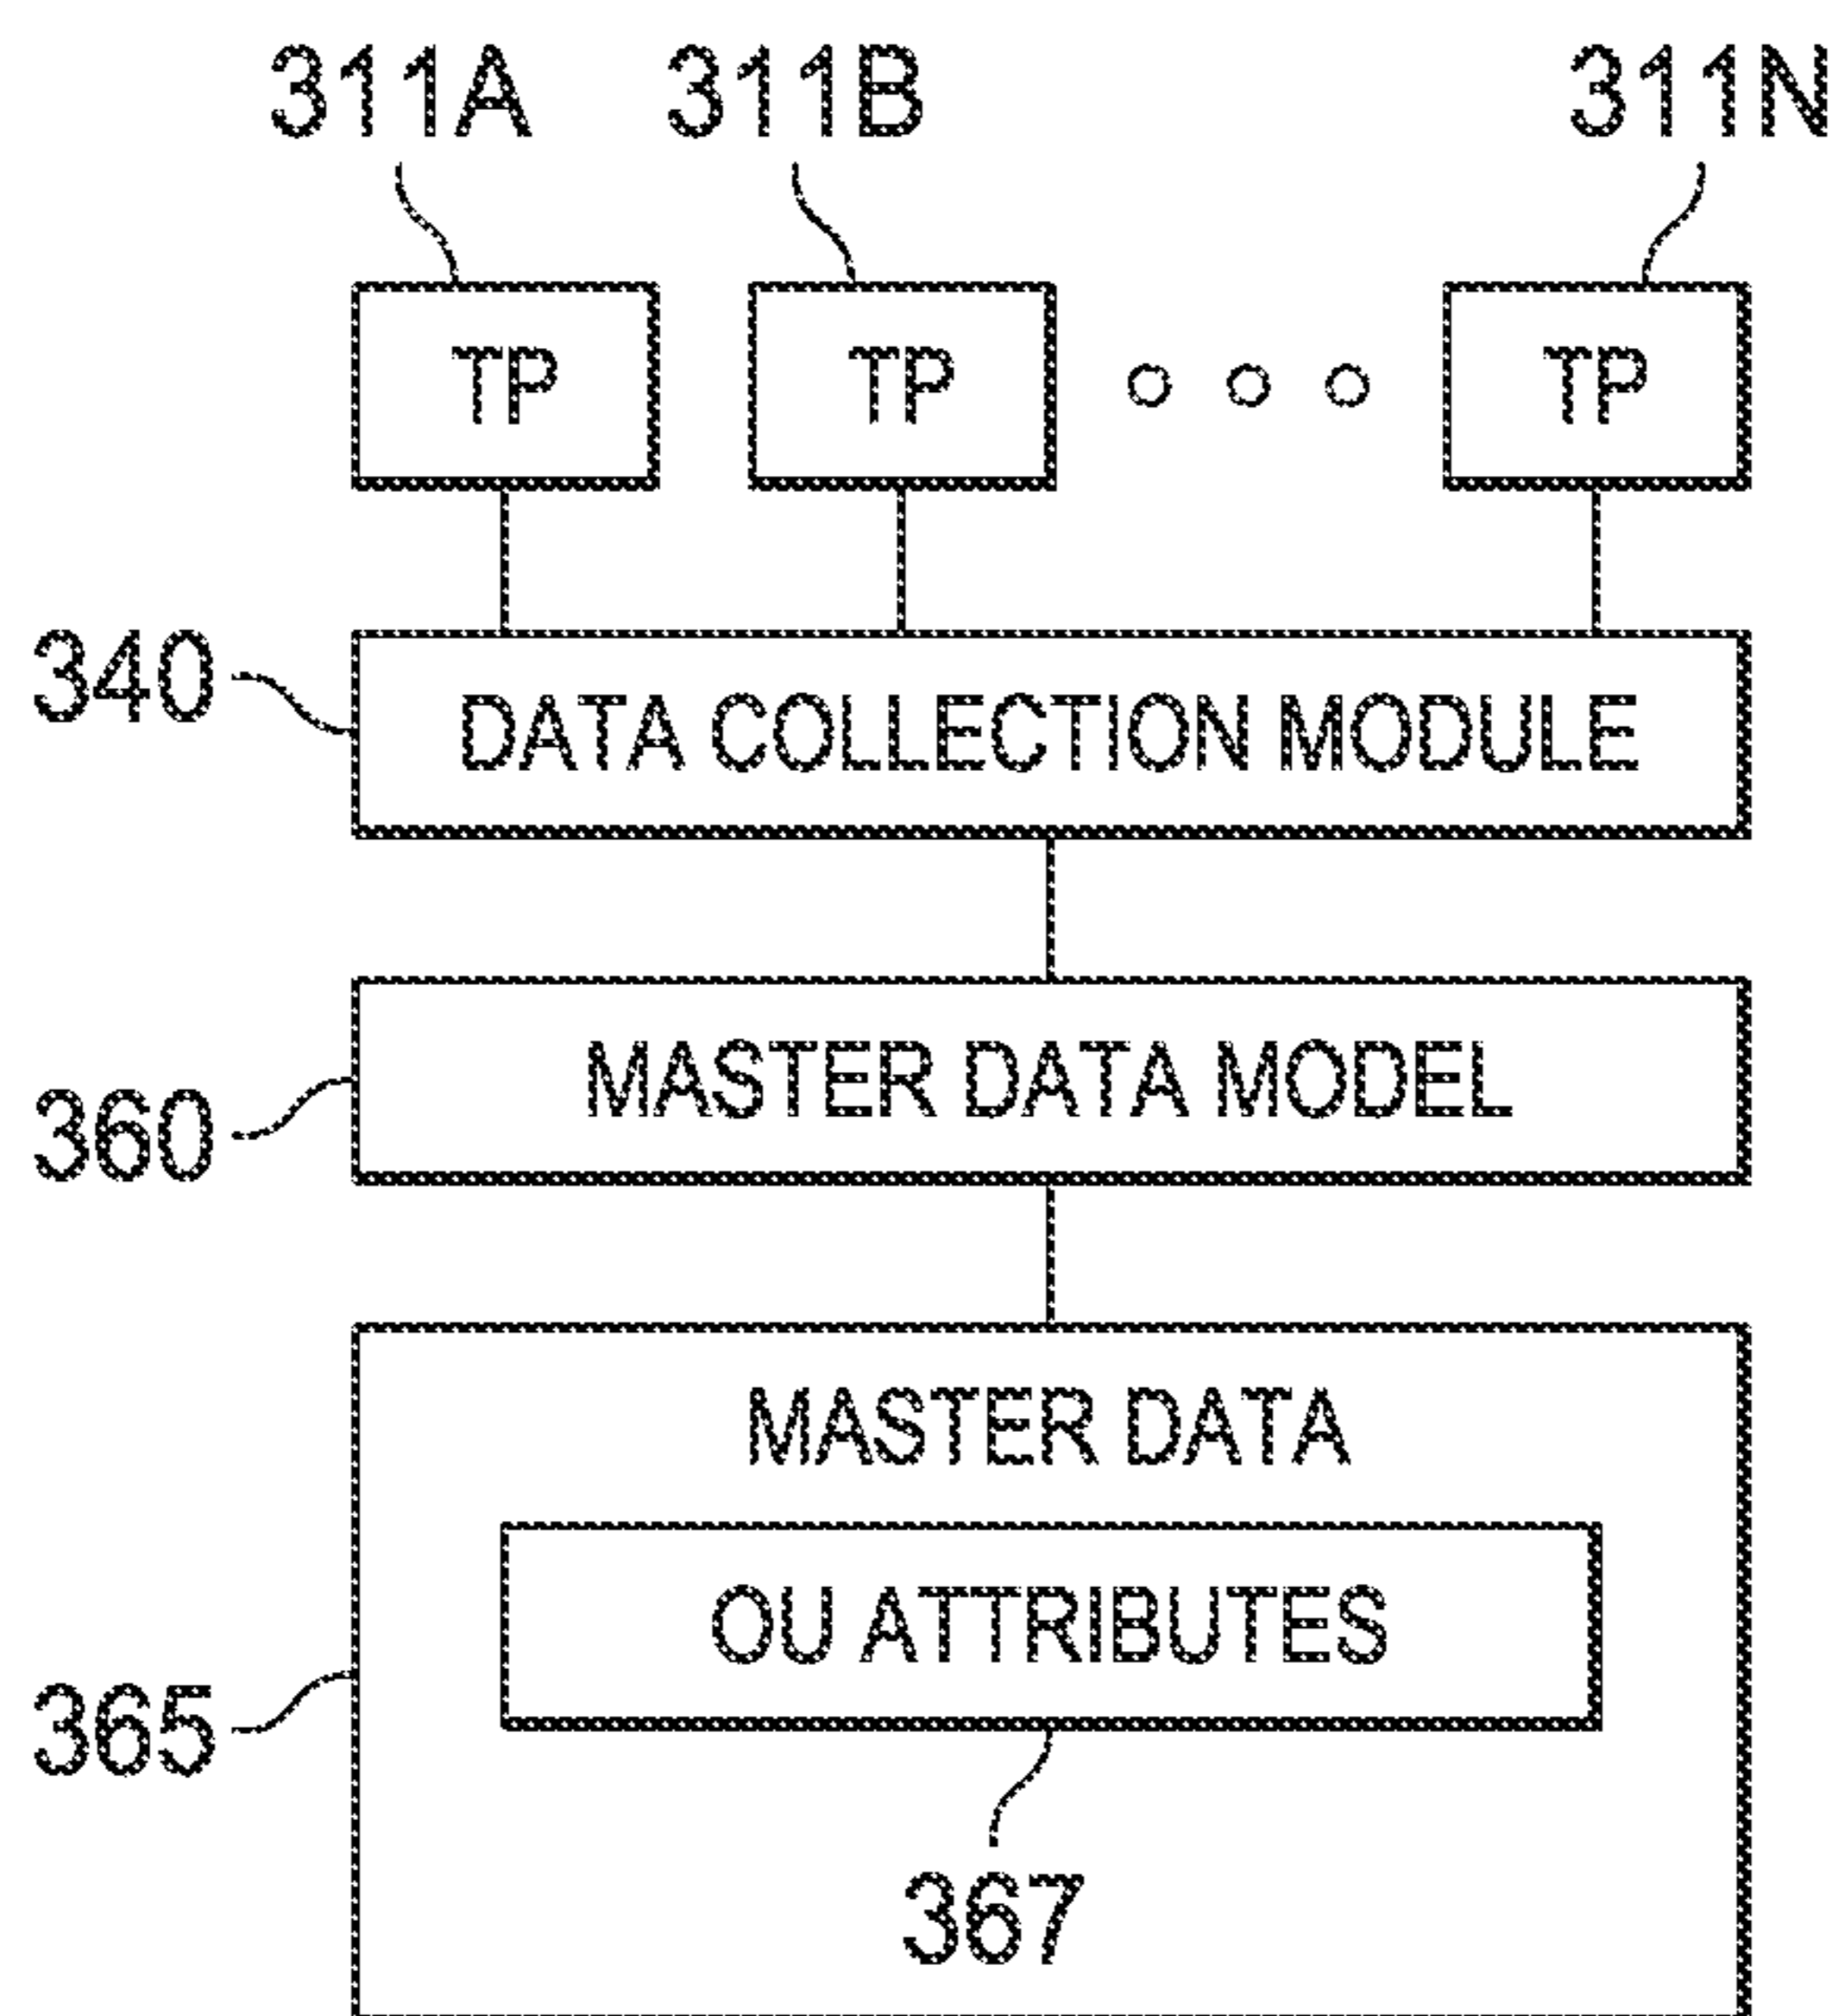 311A 311B 311N
TP TP TP
340 DATA COLLECTION MODULE
360 MASTER DATA MODEL
MASTER DATA
OU ATTRIBUTES
365
367